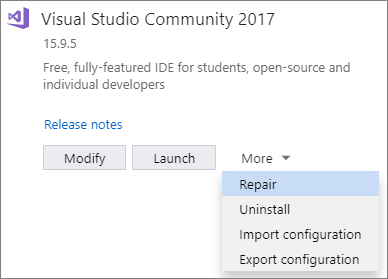 Visual Studio Community 2017
15.9.5
Free, fully-featured IDE for students, open-source and
individual developers
Release notes
Modify Launch More
Repair
Uninstall
Import configuration
Export configuration